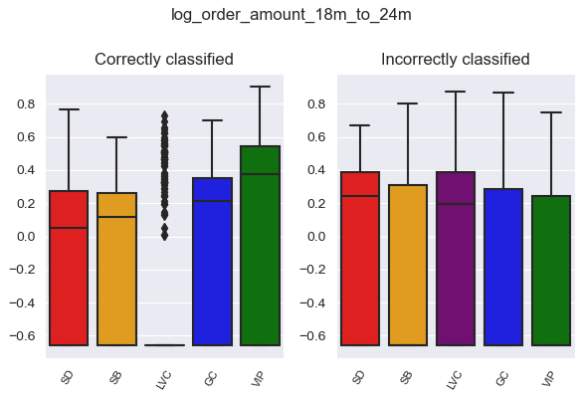 log_order_amount_18m_to_24m
Correctly classified
Incorrectly classified
0.8
0.6
0.4
0.2
0.0
−0.2
−0.4
−0.6
SD
SB
LVC
GC
VIP
0.8
0.6
0.4
0.2
0.0
−0.2
−0.4
−0.6
SD
SB
LVC
GC
VIP